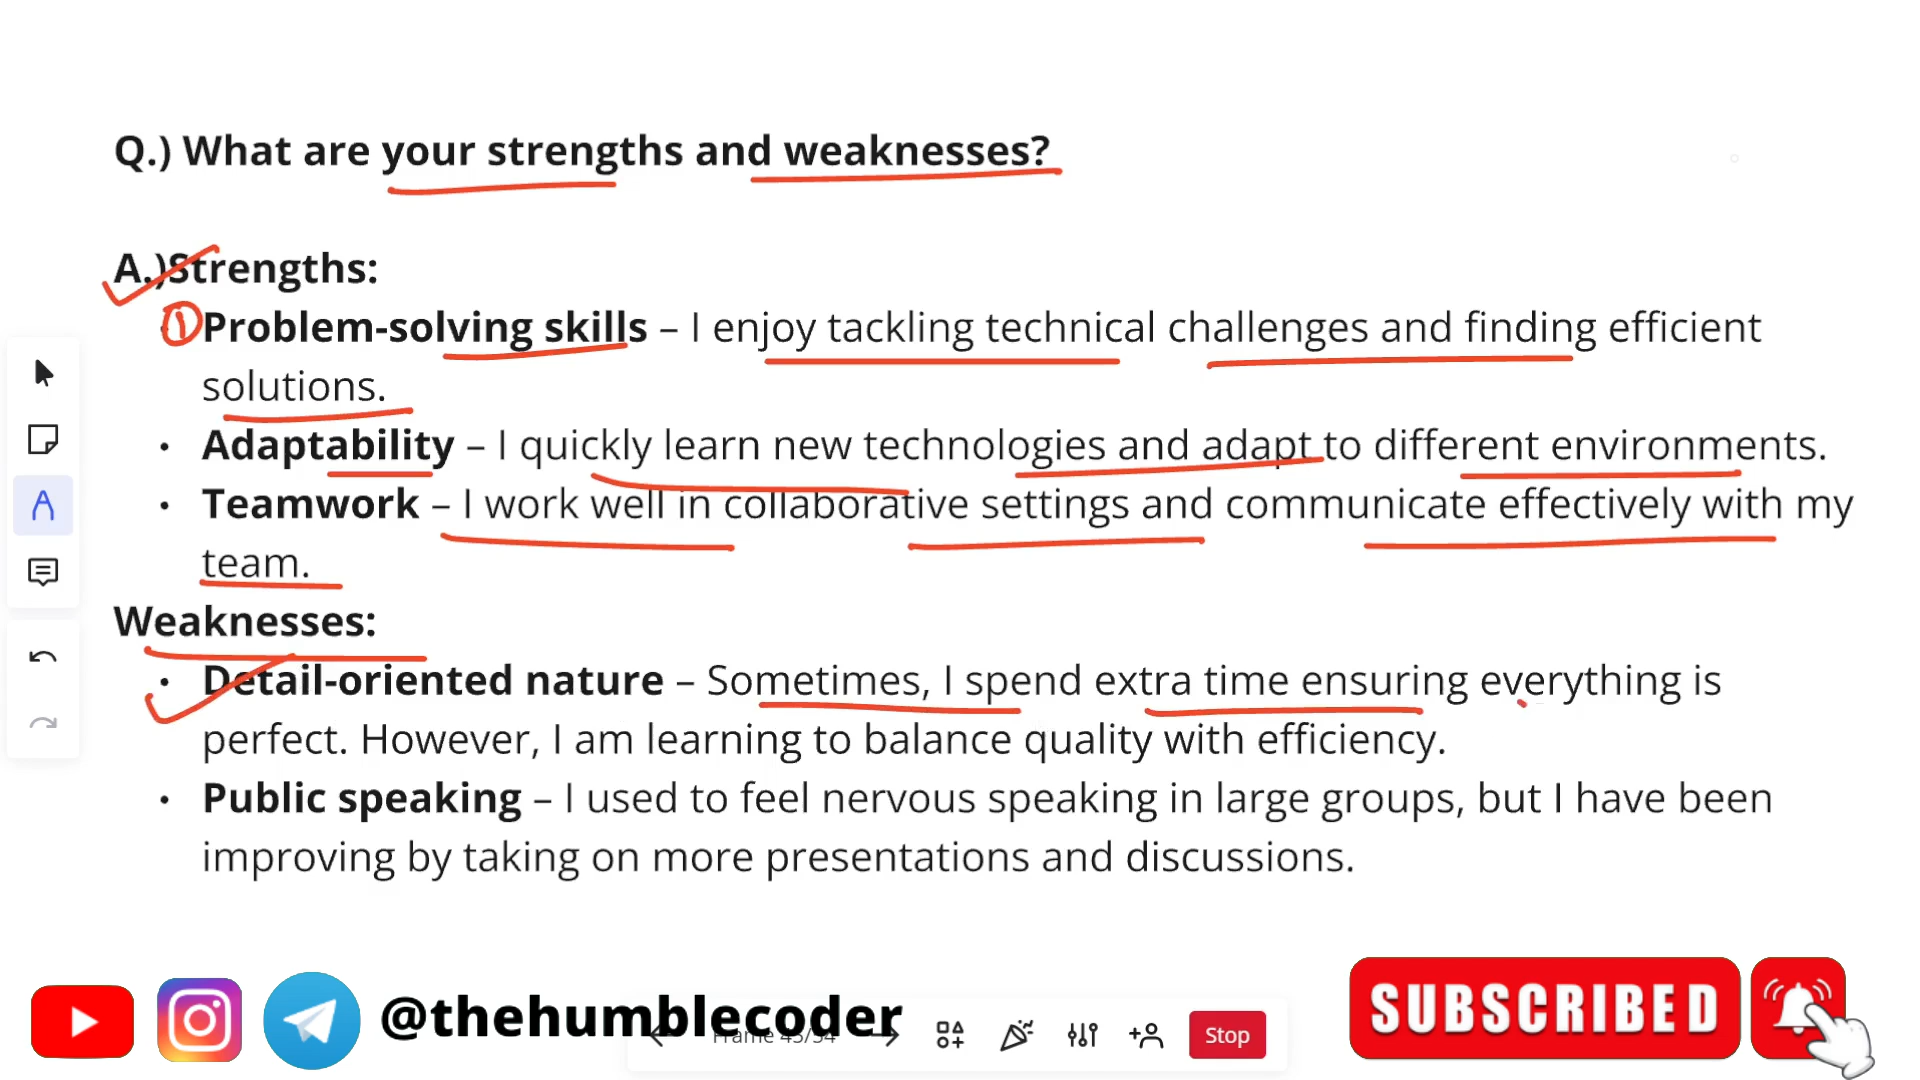 Q.) What are your strengths and weaknesses?
A.)Strengths:
1 Problem-solving skills – I enjoy tackling technical challenges and finding efficient
solutions.
• Adaptability – I quickly learn new technologies and adapt to different environments.
• Teamwork – I work well in collaborative settings and communicate effectively with my
team.
Weaknesses:
• Detail-oriented nature – Sometimes, I spend extra time ensuring everything is
perfect. However, I am learning to balance quality with efficiency.
• Public speaking – I used to feel nervous speaking in large groups, but I have been
improving by taking on more presentations and discussions.
@thehumblecoder
Frame
Stop
SUBSCRIBED